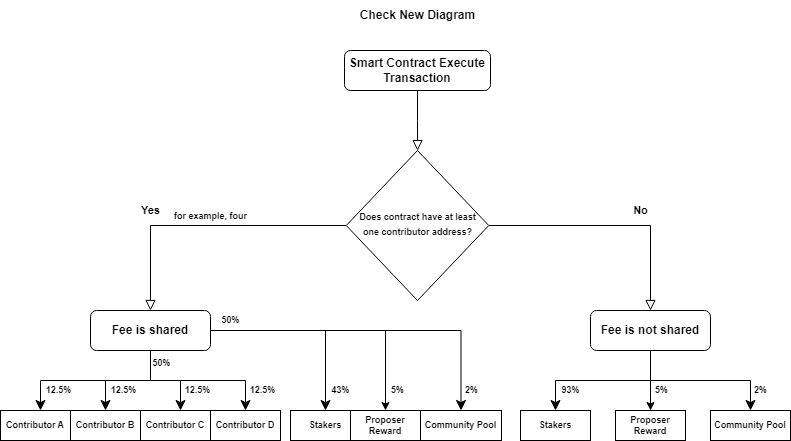 Check New Diagram
Smart Contract Execute
Transaction
Does contract have at least
one contributor address?
Yes
for example, four
No
Fee is shared
50%
Fee is not shared
50%
12.5%
12.5%
12.5%
12.5%
43%
5%
2%
93%
5%
2%
Contributor A
Contributor B
Contributor C
Contributor D
Stakers
Proposer
Reward
Community Pool
Stakers
Proposer
Reward
Community Pool